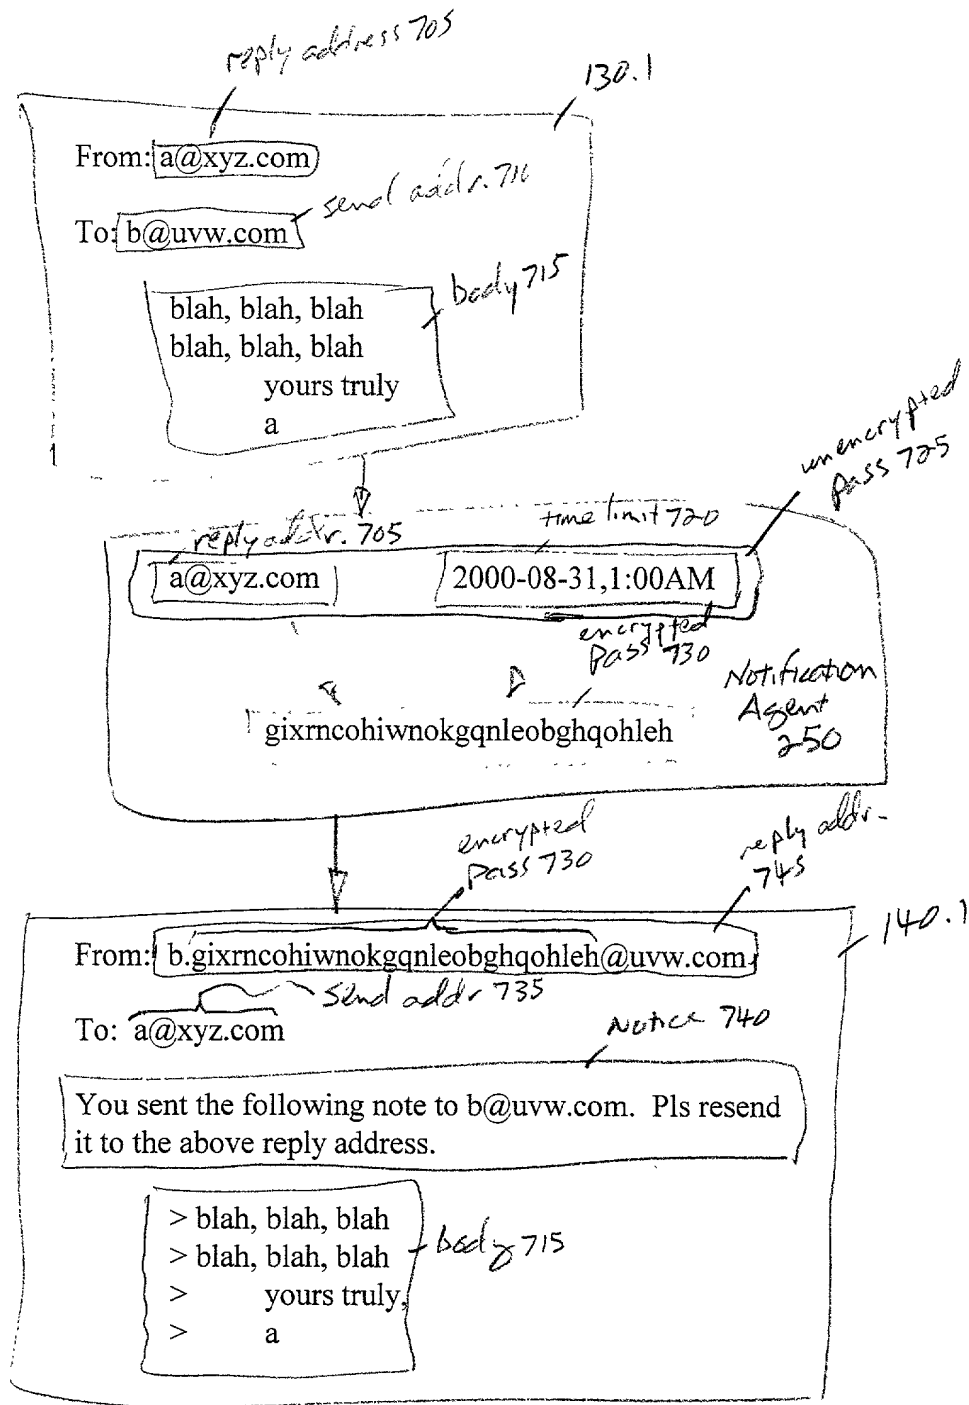 reply address 705
130.1
From: a@xyz.com
send addr. 710
To: b@uvw.com
body 715
blah, blah, blah
blah, blah, blah
yours truly
a
unencrypted
Pass 725
reply addr. 705
time limit 720
a@xyz.com
2000-08-31,1:00AM
encrypted
Pass 730
Notification
Agent
250
gixrncohiwnokgqnleobghqohleh
encrypted
Pass 730
reply addr.
745
140.1
From: b.gixrncohiwnokgqnleobghqohleh@uvw.com
send addr 735
To: a@xyz.com
Notice 740
You sent the following note to b@uvw.com. Pls resend
it to the above reply address.
> blah, blah, blah
> blah, blah, blah
body 715
> yours truly,
> a